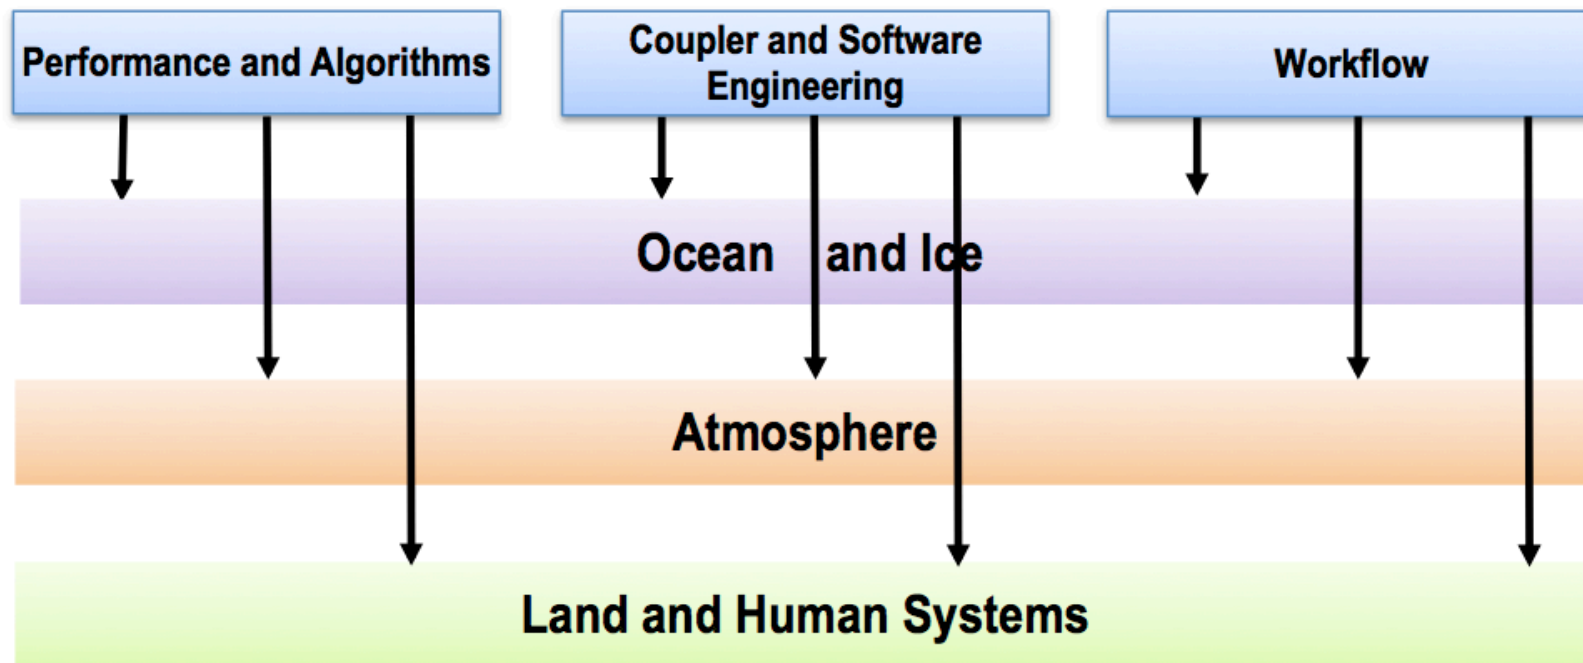 Performance and Algorithms
Coupler and Software
Engineering
Workflow
Ocean and Ice
Atmosphere
Land and Human Systems